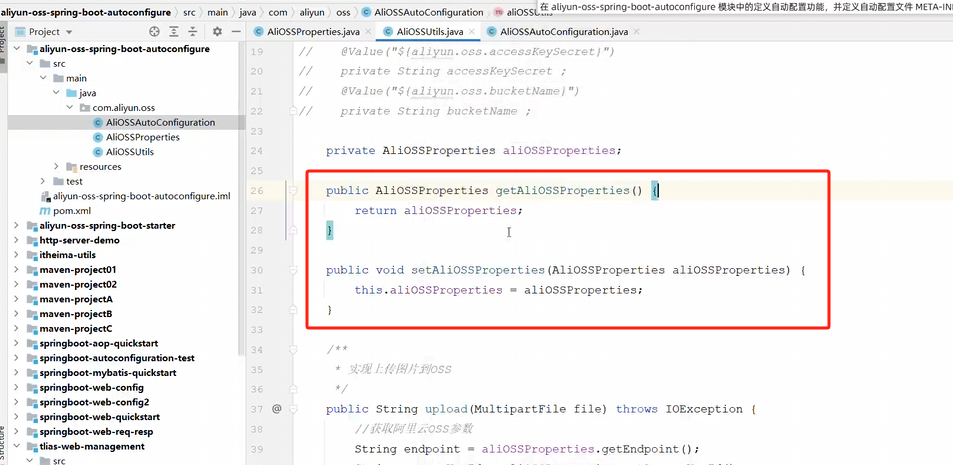 aliyun-oss-spring-boot-autoconfigure src main java com aliyun oss AliOSSAutoConfiguration aliOSSUtils
在 aliyun-oss-spring-boot-autoconfigure 模块中的定义自动配置功能，并定义自动配置文件 META-IN
Project
AliOSSProperties.java
AliOSSUtils.java
AliOSSAutoConfiguration.java
aliyun-oss-spring-boot-autoconfigure
src
main
java
com.aliyun.oss
AliOSSAutoConfiguration
AliOSSProperties
AliOSSUtils
resources
test
aliyun-oss-spring-boot-autoconfigure.iml
pom.xml
aliyun-oss-spring-boot-starter
http-server-demo
itheima-utils
maven-project01
maven-project02
maven-projectA
maven-projectB
maven-projectC
springboot-aop-quickstart
springboot-autoconfiguration-test
springboot-mybatis-quickstart
springboot-web-config
springboot-web-config2
springboot-web-quickstart
springboot-web-req-resp
tlias-web-management
src
19 // @Value("${aliyun.oss.accessKeySecret}")
20 // private String accessKeySecret ;
21 // @Value("${aliyun.oss.bucketName}")
22 // private String bucketName ;
23
24 private AliOSSProperties aliOSSProperties;
25
26 public AliOSSProperties getAliOSSProperties() {
27 return aliOSSProperties;
28 }
29
30 public void setAliOSSProperties(AliOSSProperties aliOSSProperties) {
31 this.aliOSSProperties = aliOSSProperties;
32 }
33
34 /**
35 * 实现上传图片到OSS
36 */
37 @ public String upload(MultipartFile file) throws IOException {
38 //获取阿里云OSS参数
39 String endpoint = aliOSSProperties.getEndpoint();